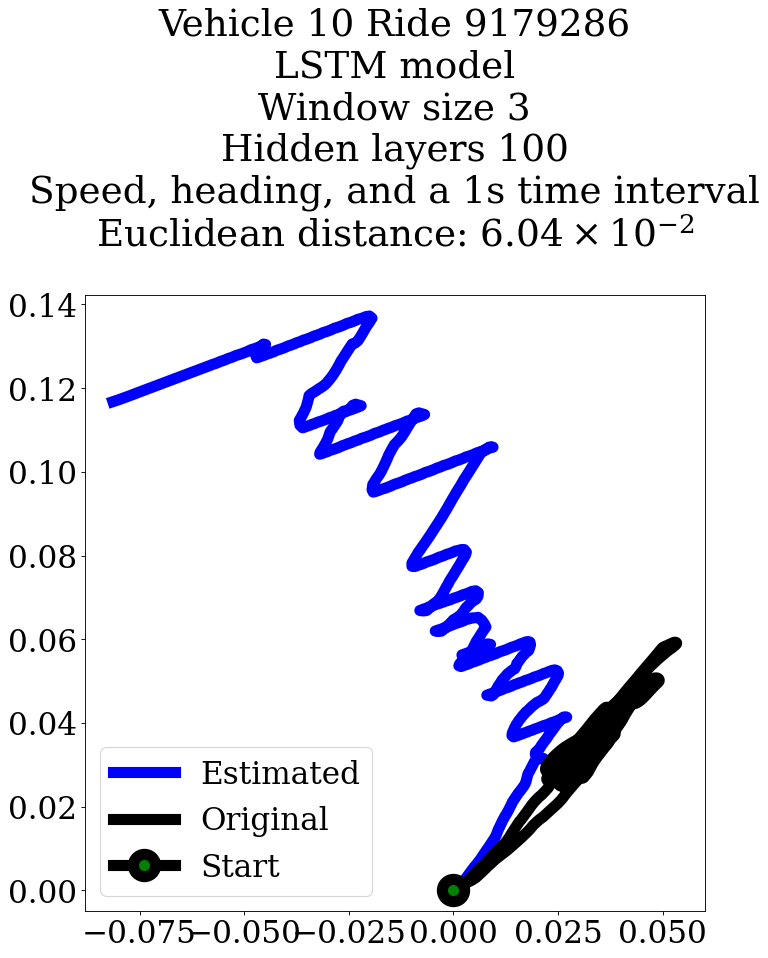 Vehicle 10 Ride 9179286
LSTM model
Window size 3
Hidden layers 100
Speed, heading, and a 1s time interval
Euclidean distance: 6.04 × 10⁻²
0.14
0.12
0.10
0.08
0.06
0.04
0.02
0.00
Estimated
Original
Start
−0.075 −0.050 −0.025 0.000 0.025 0.050